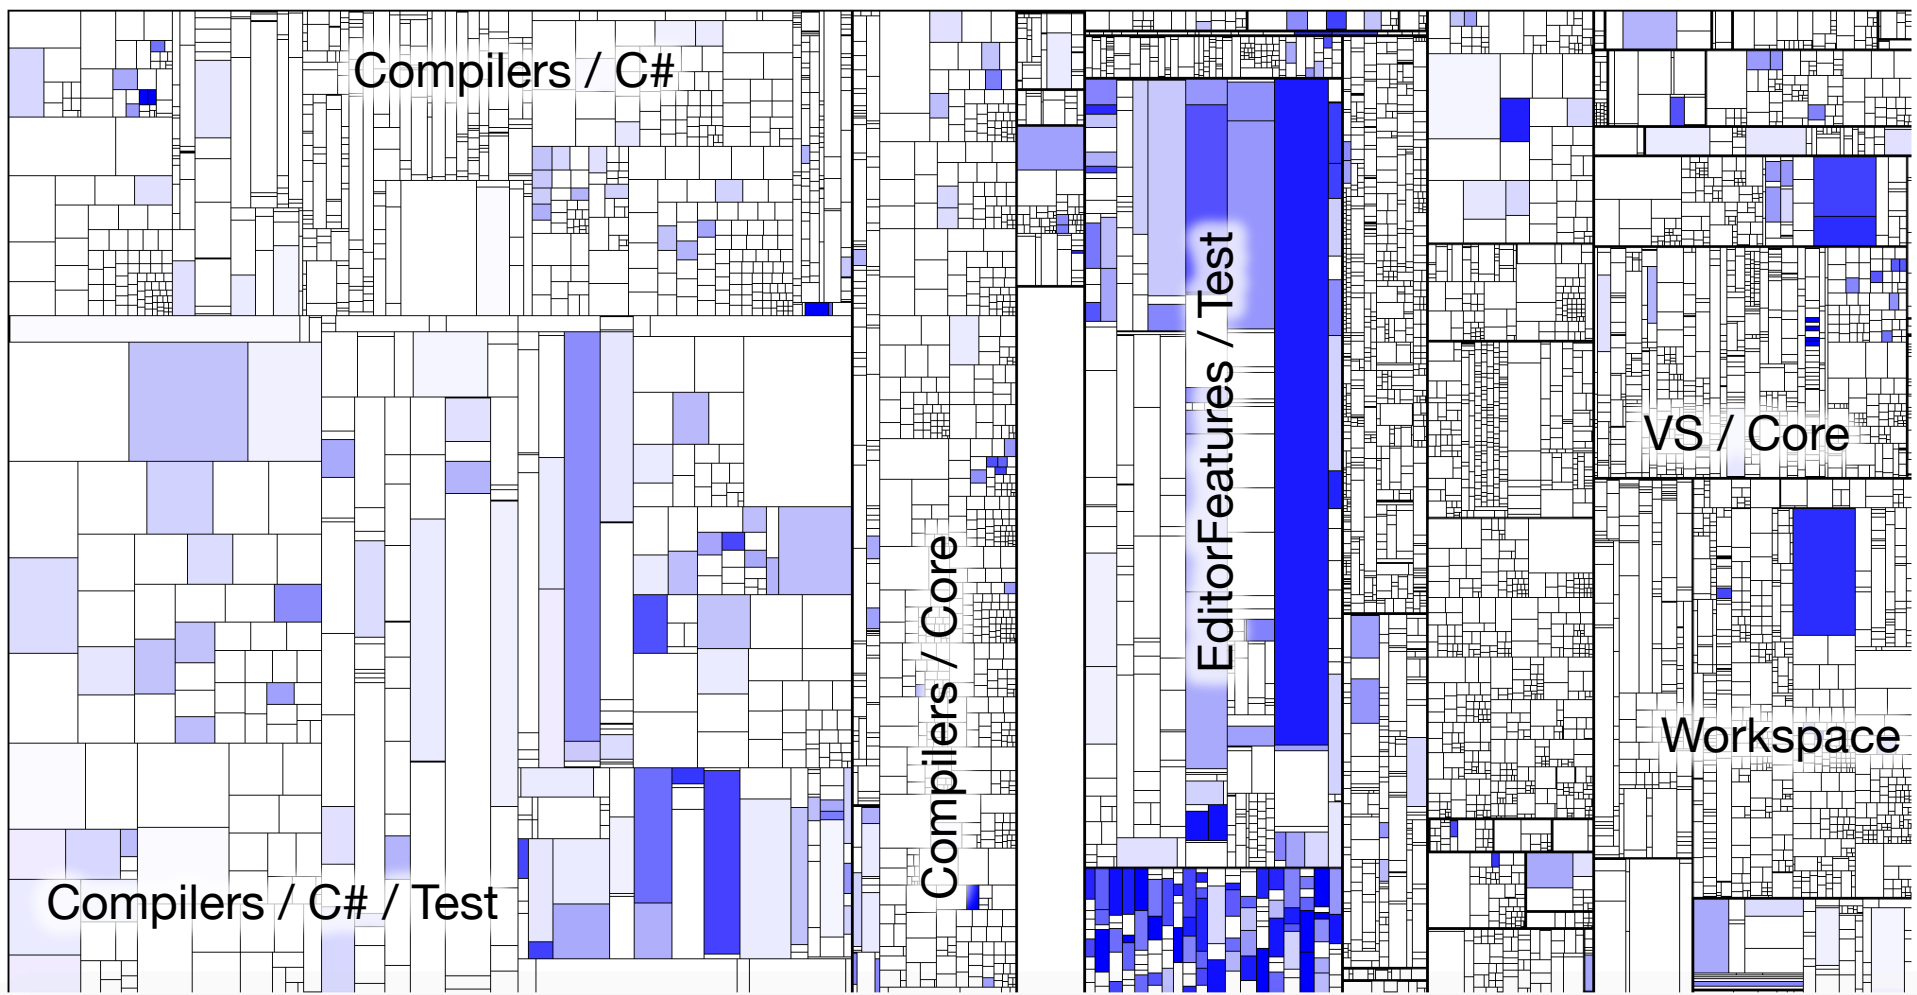 Compilers / C#
EditorFeatures / Test
VS / Core
Compilers / Core
Workspace
Compilers / C# / Test